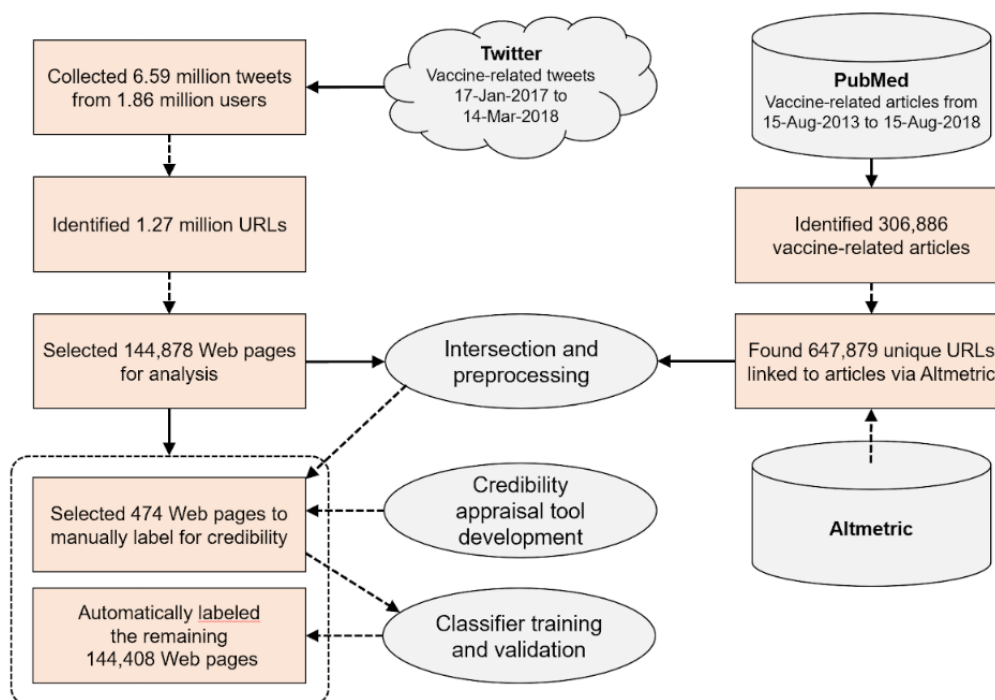 Collected 6.59 million tweets
from 1.86 million users
Twitter
Vaccine-related tweets
17-Jan-2017 to
14-Mar-2018
PubMed
Vaccine-related articles from
15-Aug-2013 to 15-Aug-2018
Identified 1.27 million URLs
Identified 306,886
vaccine-related articles
Selected 144,878 Web pages
for analysis
Intersection and
preprocessing
Found 647,879 unique URLs
linked to articles via Altmetric
Selected 474 Web pages to
manually label for credibility
Credibility
appraisal tool
development
Altmetric
Automatically labeled
the remaining
144,408 Web pages
Classifier training
and validation